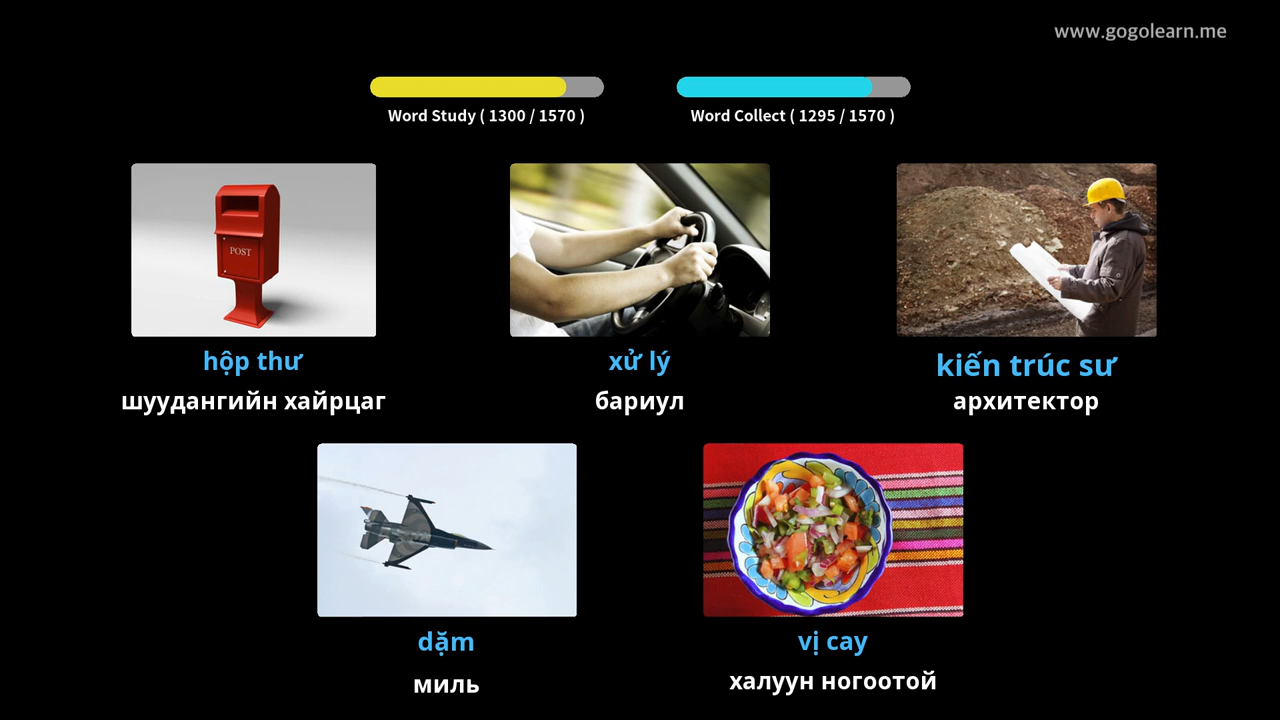 www.gogolearn.me
Word Study ( 1300 / 1570 )
Word Collect ( 1295 / 1570 )
POST
hộp thư
шуудангийн хайрцаг
xử lý
бариул
kiến trúc sư
архитектор
dặm
миль
vị cay
халуун ногоотой